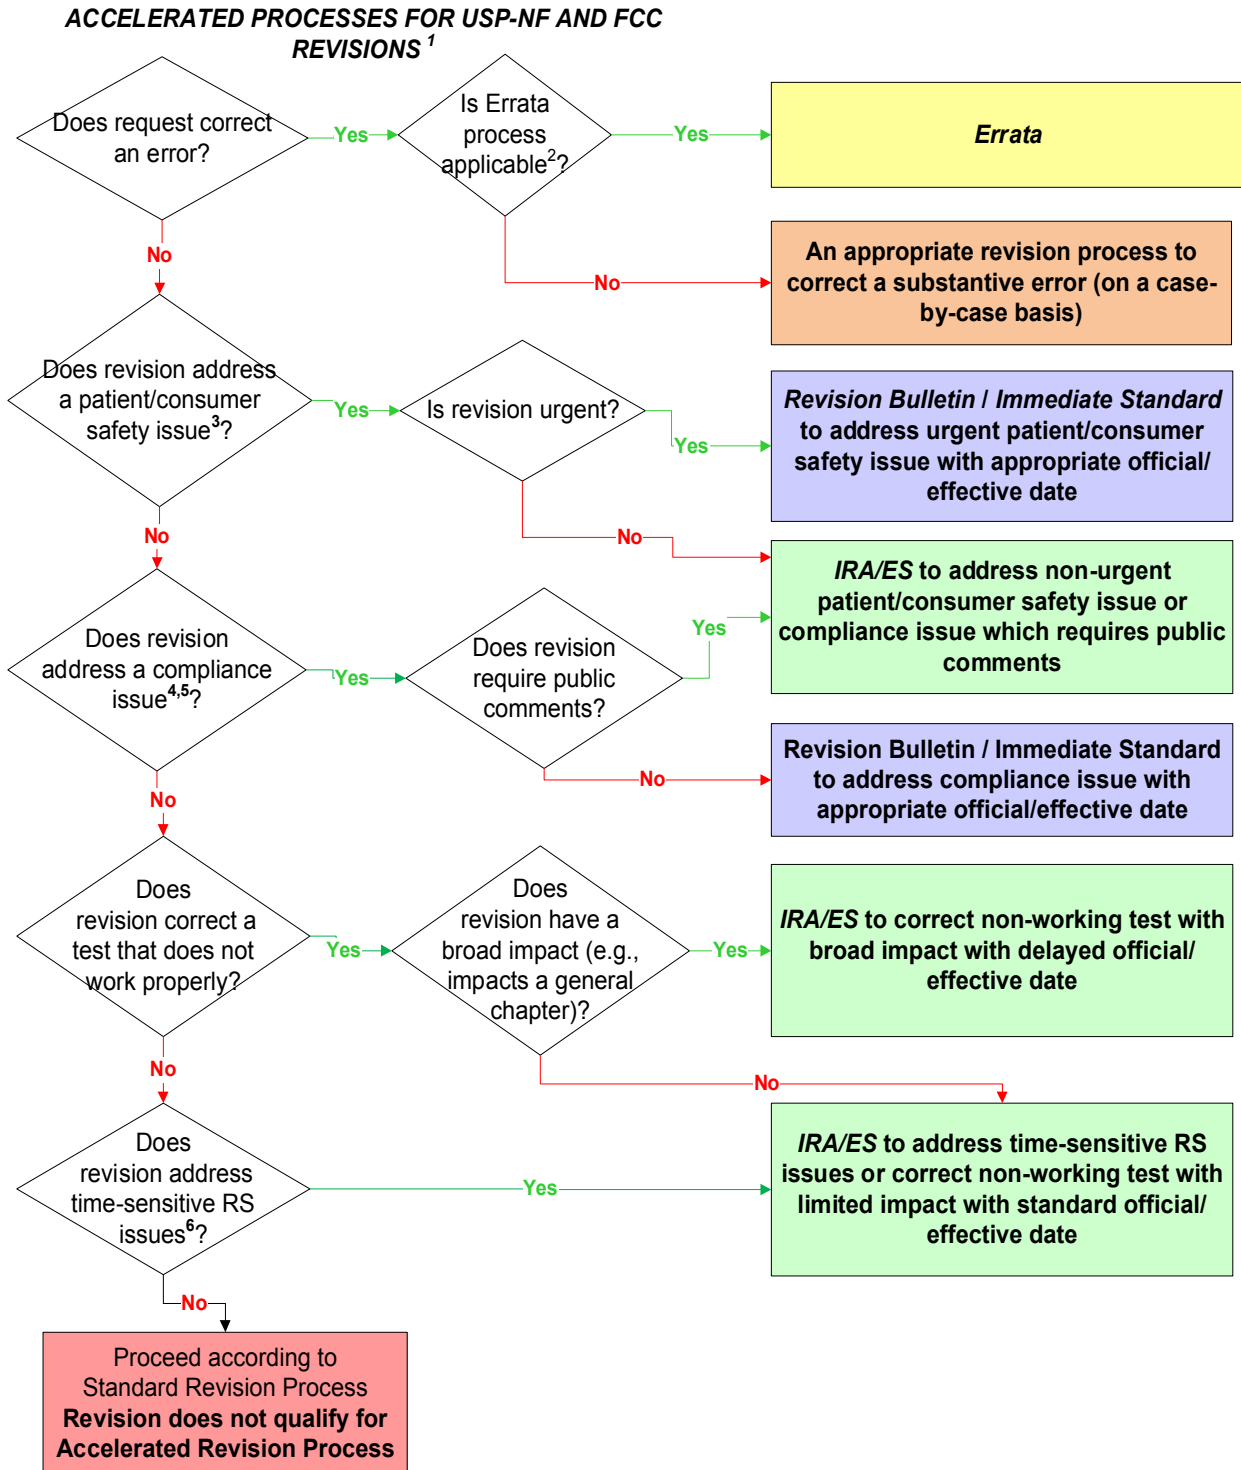 ACCELERATED PROCESSES FOR USP-NF AND FCC
REVISIONS 1
Does request correct
an error?
Yes
Is Errata
process
applicable2?
Yes
Errata
No
No
An appropriate revision process to
correct a substantive error (on a case-
by-case basis)
Does revision address
a patient/consumer
safety issue3?
Yes
Is revision urgent?
Yes
Revision Bulletin / Immediate Standard
to address urgent patient/consumer
safety issue with appropriate official/
effective date
No
No
IRA/ES to address non-urgent
patient/consumer safety issue or
compliance issue which requires public
comments
Does revision
address a compliance
issue4,5?
Yes
Does revision
require public
comments?
Yes
No
No
Revision Bulletin / Immediate Standard
to address compliance issue with
appropriate official/effective date
Does
revision correct a
test that does not
work properly?
Yes
Does
revision have a
broad impact (e.g.,
impacts a general
chapter)?
Yes
IRA/ES to correct non-working test with
broad impact with delayed official/
effective date
No
No
Does
revision address
time-sensitive RS
issues6?
Yes
IRA/ES to address time-sensitive RS
issues or correct non-working test with
limited impact with standard official/
effective date
No
Proceed according to
Standard Revision Process
Revision does not qualify for
Accelerated Revision Process